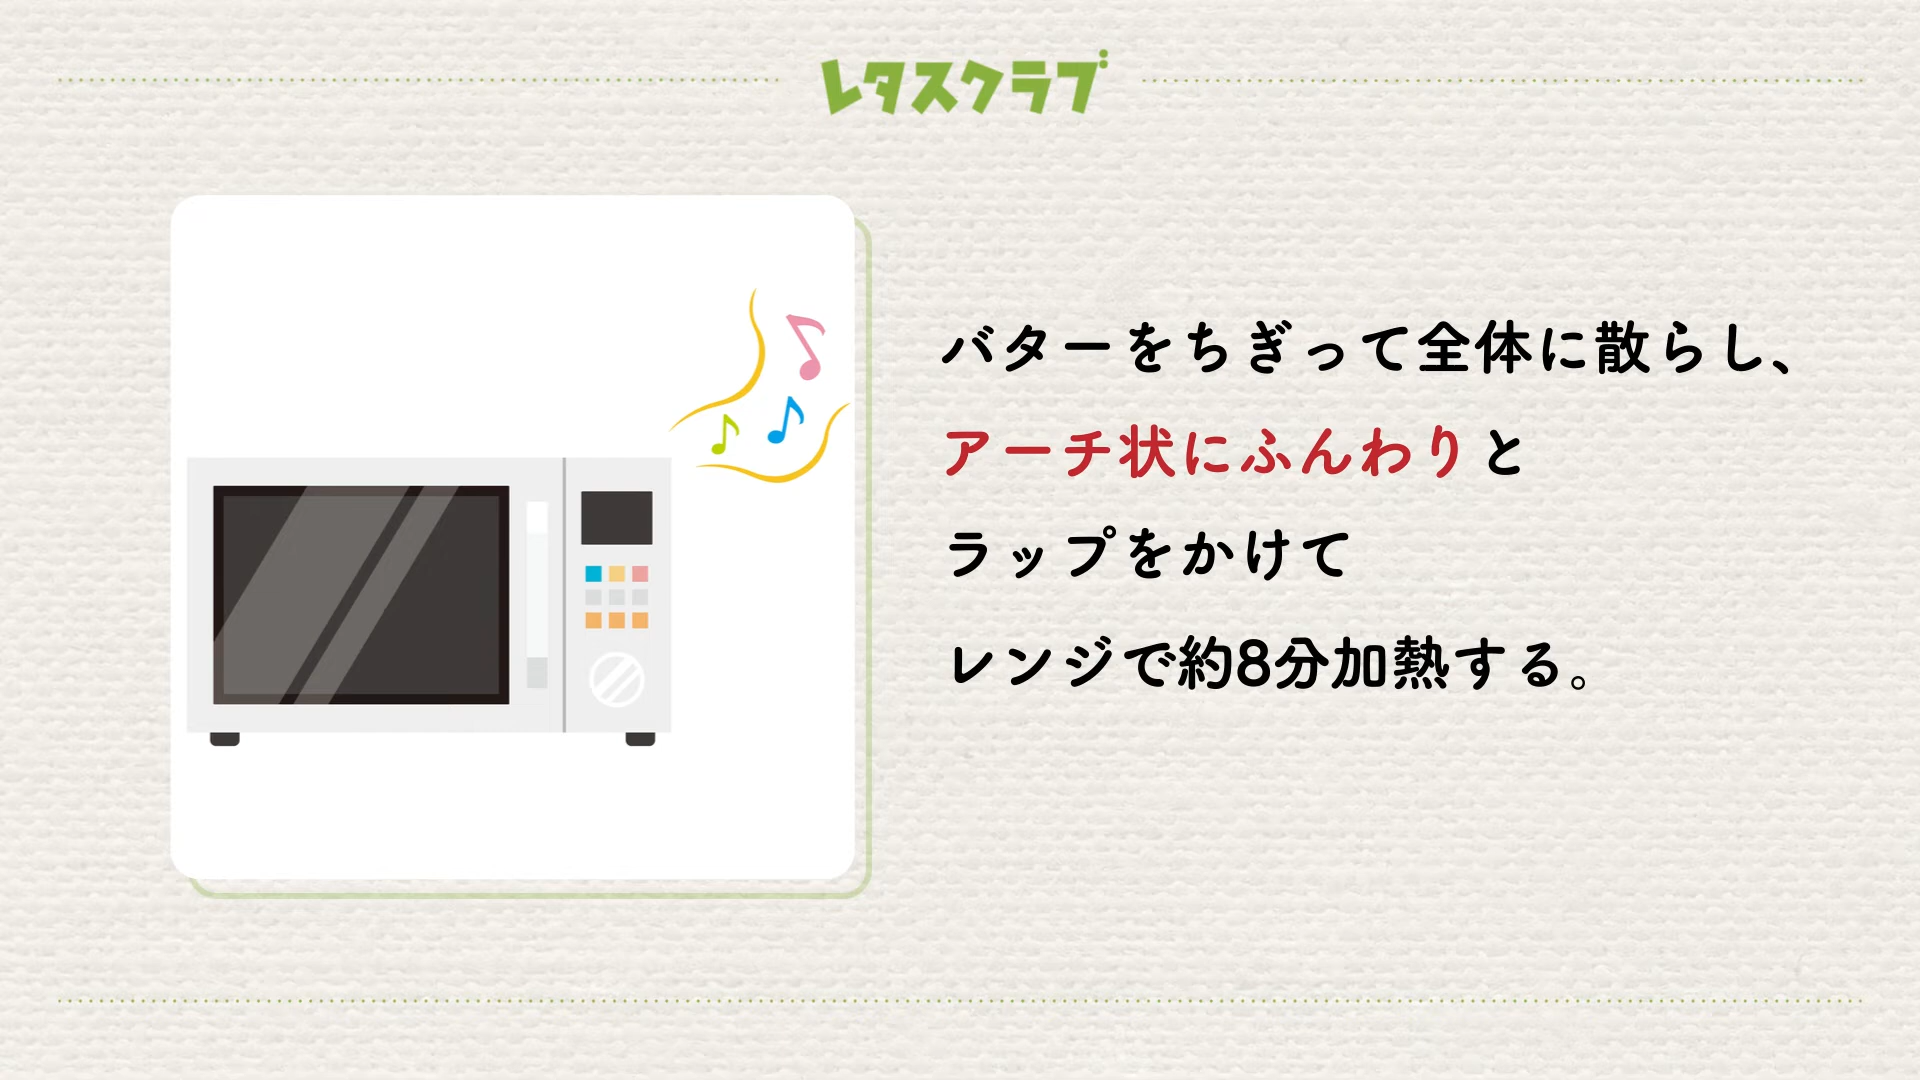 レタスクラブ
バターをちぎって全体に散らし、
アーチ状にふんわりと
ラップをかけて
レンジで約8分加熱する。